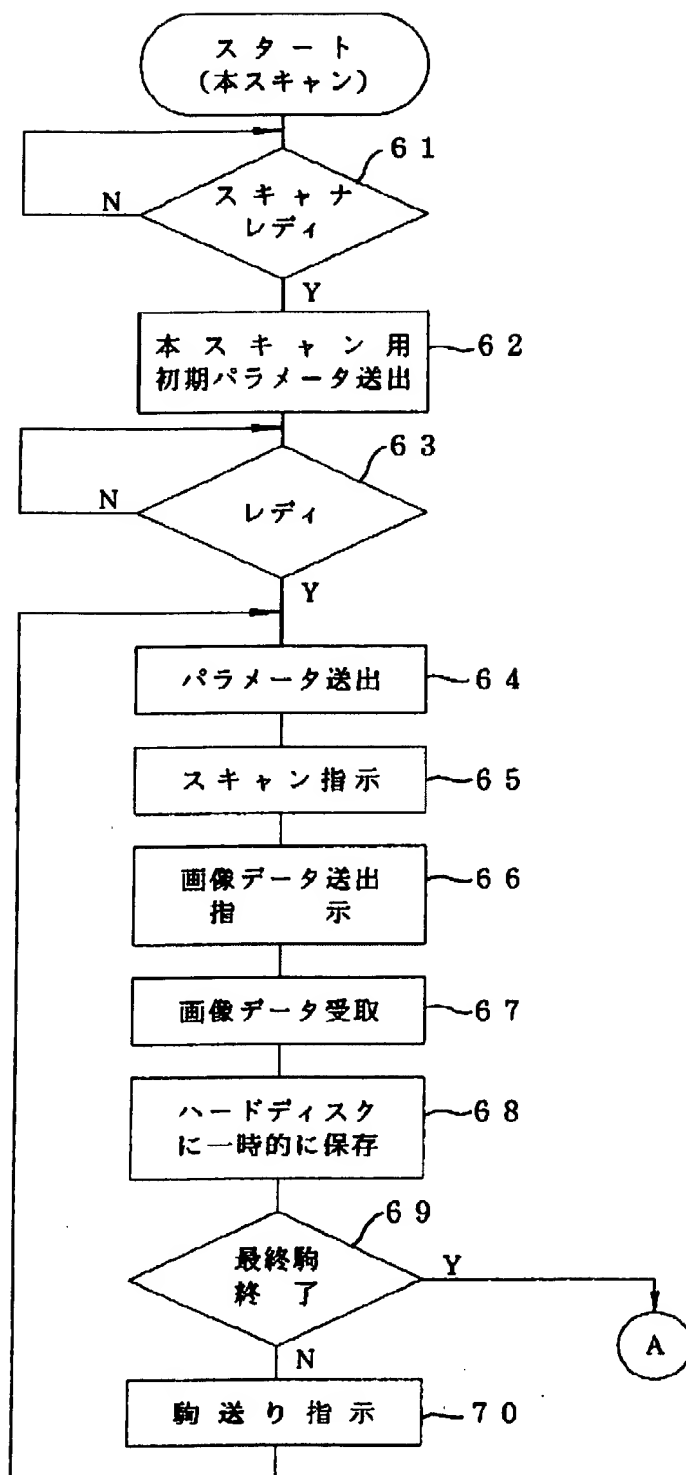 スタート
(本スキャン)
61
スキャナ
レディ
N
Y
本スキャン用
初期パラメータ送出
62
63
レディ
N
Y
パラメータ送出
64
スキャン指示
65
画像データ送出
指示
66
画像データ受取
67
ハードディスク
に一時的に保存
68
69
最終駒
終了
Y
A
N
駒送り指示
70